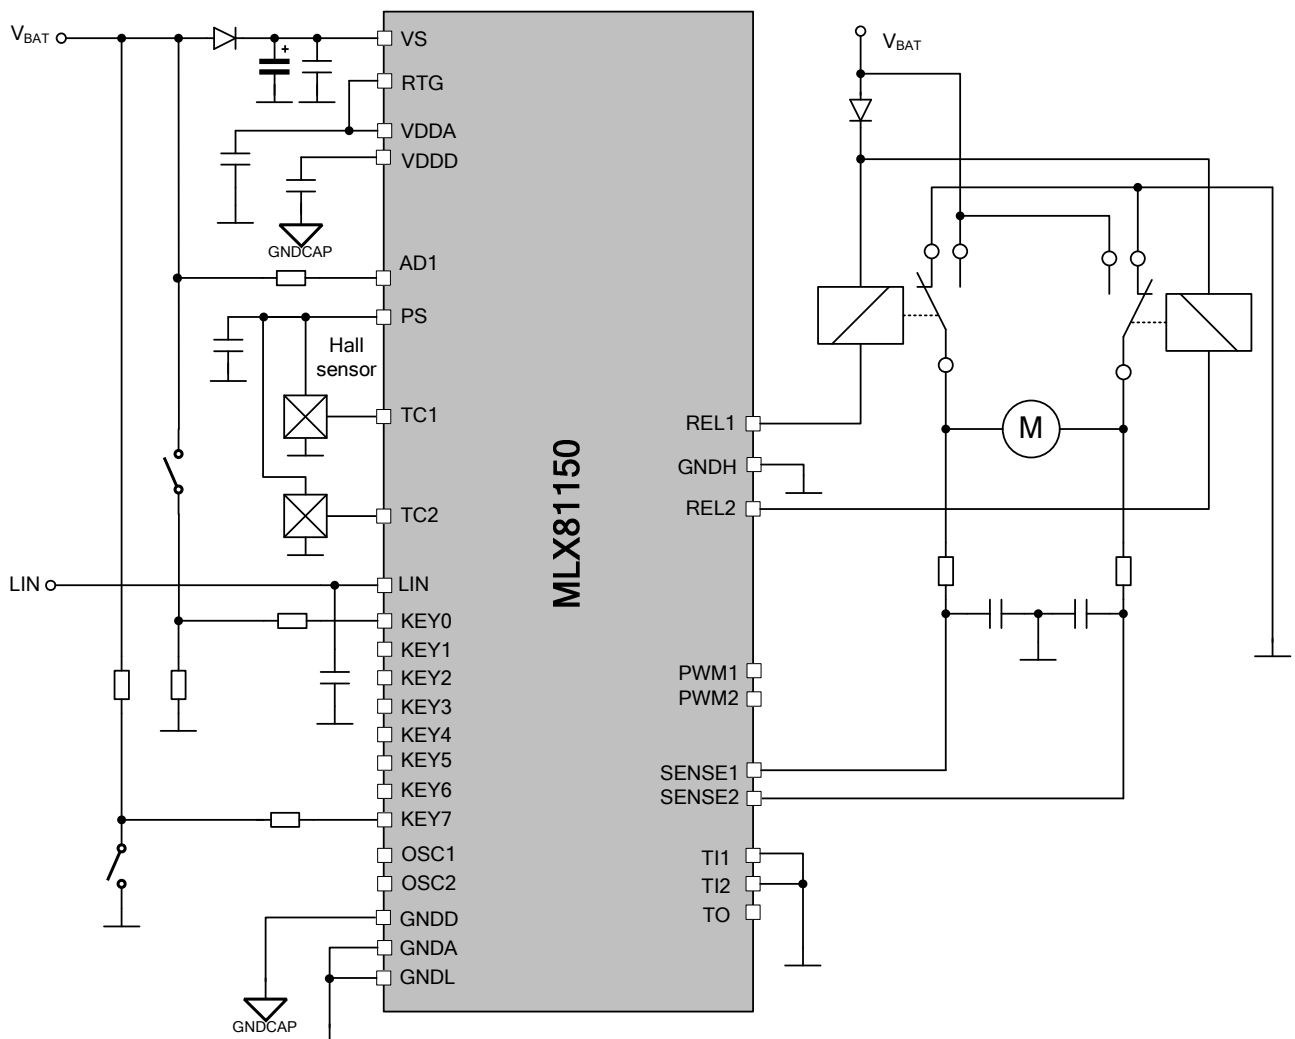 V_BAT
+
VS
RTG
VDDA
VDDD
GNDCAP
AD1
PS
Hall
sensor
TC1
TC2
LIN
LIN
KEY0
KEY1
KEY2
KEY3
KEY4
KEY5
KEY6
KEY7
OSC1
OSC2
GNDD
GNDA
GNDL
GNDCAP
MLX81150
V_BAT
REL1
GNDH
REL2
M
PWM1
PWM2
SENSE1
SENSE2
TI1
TI2
TO